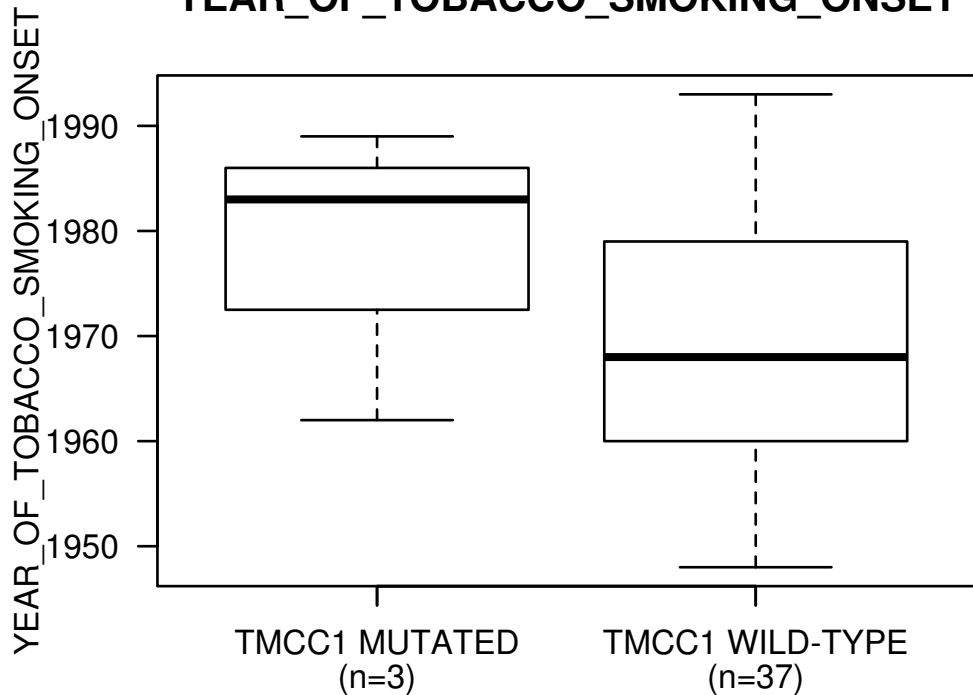 YEAR_OF_TOBACCO_SMOKING_ONSET
YEAR_OF_TOBACCO_SMOKING_ONSET
1990
1980
1970
1960
1950
TMCC1 MUTATED
(n=3)
TMCC1 WILD-TYPE
(n=37)